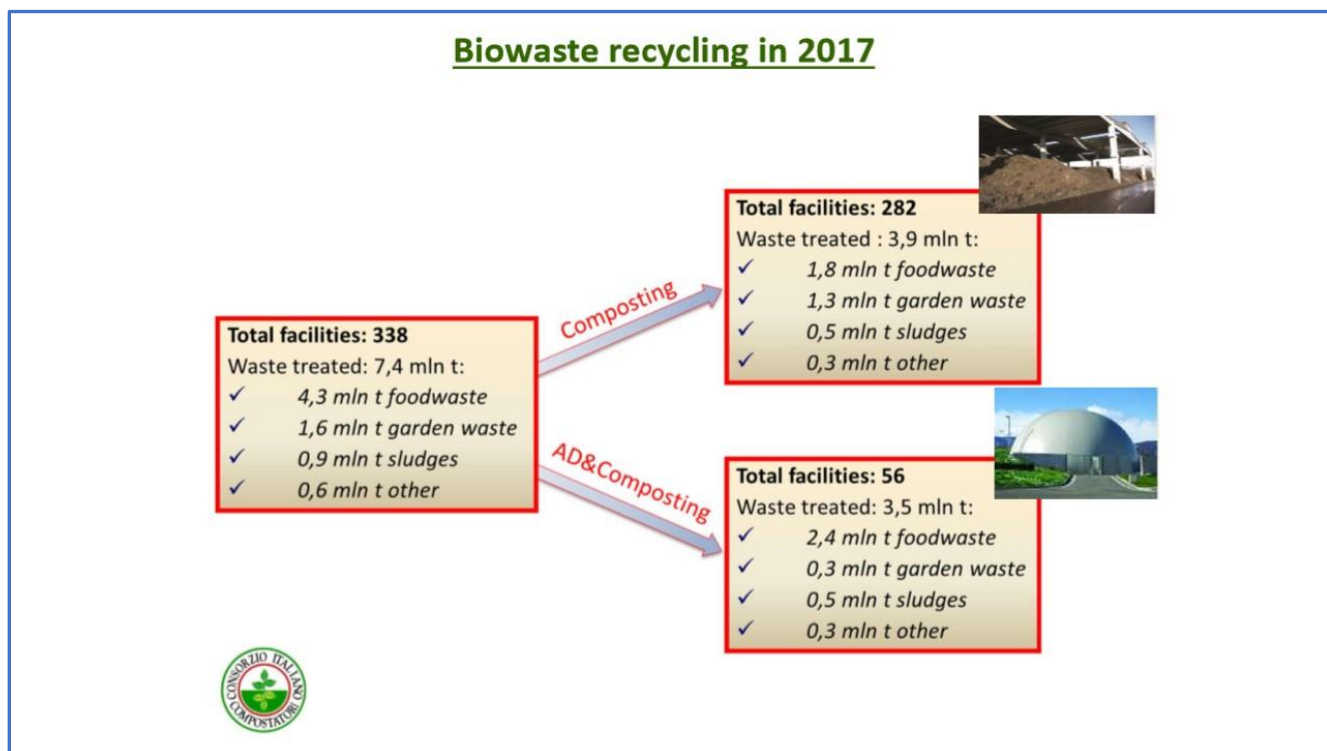 Biowaste recycling in 2017
Total facilities: 338
Waste treated: 7,4 mln t:
✓ 4,3 mln t foodwaste
✓ 1,6 mln t garden waste
✓ 0,9 mln t sludges
✓ 0,6 mln t other
Composting
Total facilities: 282
Waste treated : 3,9 mln t:
✓ 1,8 mln t foodwaste
✓ 1,3 mln t garden waste
✓ 0,5 mln t sludges
✓ 0,3 mln t other
AD&Composting
Total facilities: 56
Waste treated: 3,5 mln t:
✓ 2,4 mln t foodwaste
✓ 0,3 mln t garden waste
✓ 0,5 mln t sludges
✓ 0,3 mln t other
CONSORZIO ITALIANO
COMPOSTATORI